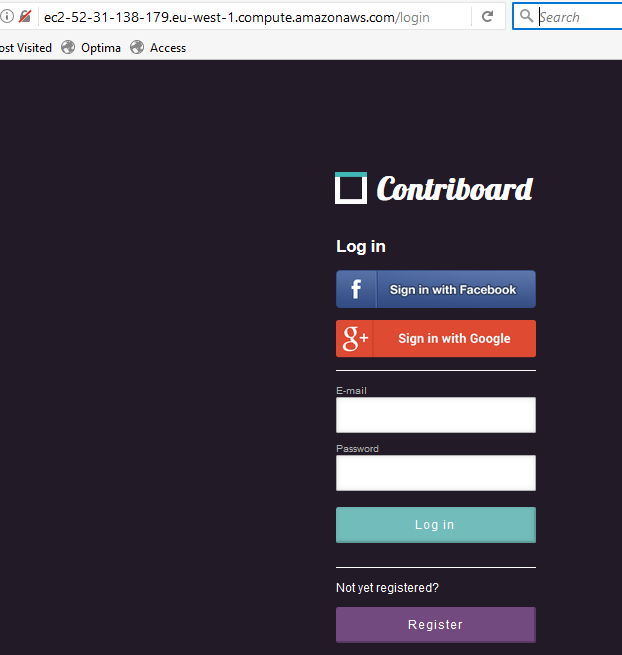 ec2-52-31-138-179.eu-west-1.compute.amazonaws.com/login
Search
ost Visited Optima Access
Contriboard
Log in
f Sign in with Facebook
g+ Sign in with Google
E-mail
Password
Log in
Not yet registered?
Register